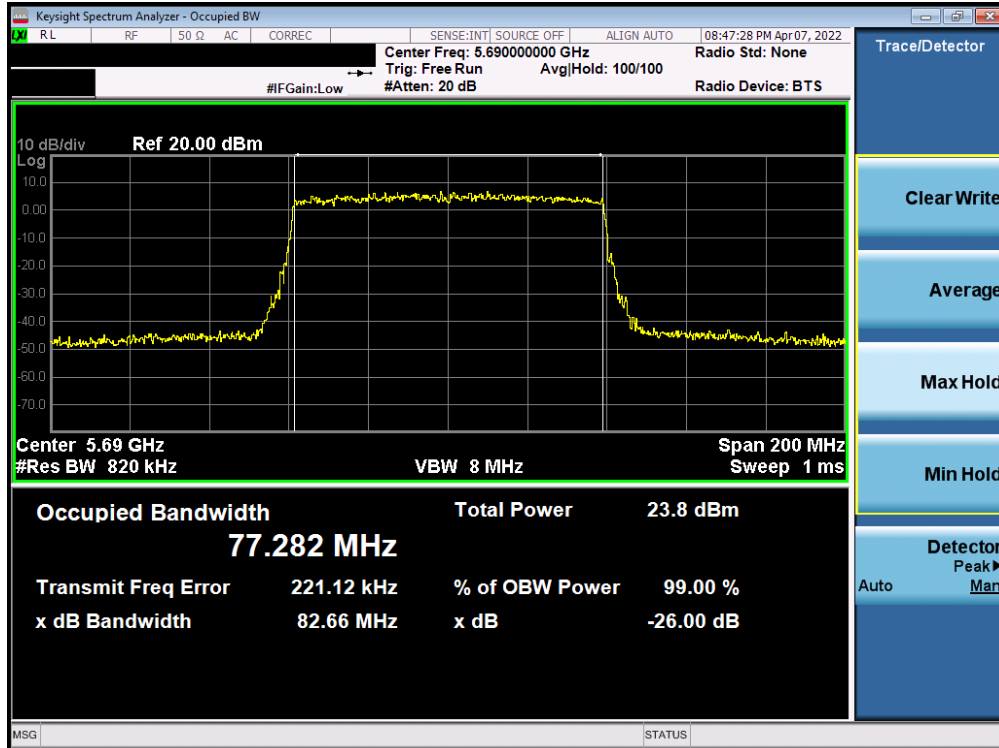 Keysight Spectrum Analyzer - Occupied BW
LXI RL RF 50 Ω AC CORREC SENSE:INT SOURCE OFF ALIGN AUTO 08:47:28 PM Apr 07, 2022
Center Freq: 5.690000000 GHz Radio Std: None
Trig: Free Run Avg|Hold: 100/100
#IFGain:Low #Atten: 20 dB Radio Device: BTS
Trace/Detector
10 dB/div Ref 20.00 dBm
Log
10.0
0.00
-10.0
-20.0
-30.0
-40.0
-50.0
-60.0
-70.0
Center 5.69 GHz Span 200 MHz
#Res BW 820 kHz VBW 8 MHz Sweep 1 ms
Occupied Bandwidth Total Power 23.8 dBm
77.282 MHz
Transmit Freq Error 221.12 kHz % of OBW Power 99.00 %
x dB Bandwidth 82.66 MHz x dB -26.00 dB
Clear Write
Average
Max Hold
Min Hold
Detector
Peak▶
Auto Man
MSG STATUS